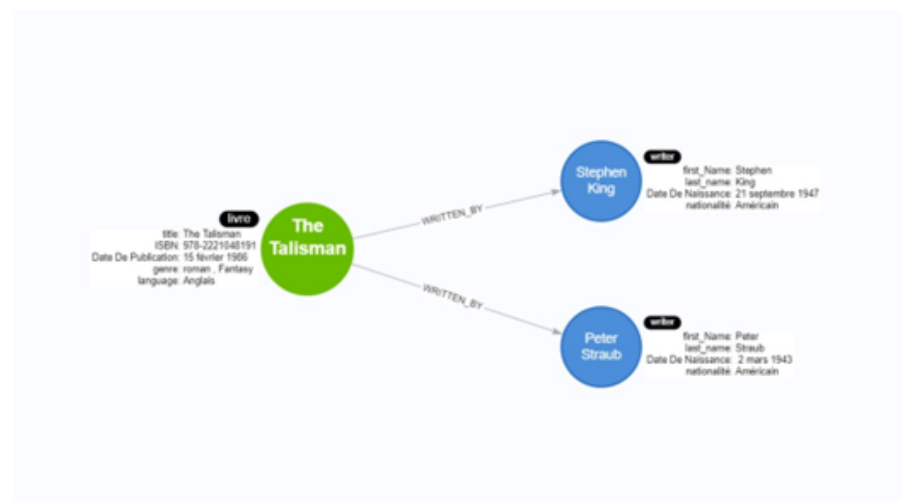 livre
title: The Talisman
ISBN: 978-2221048191
Date De Publication: 15 février 1986
genre: roman , Fantasy
language: Anglais
The
Talisman
WRITTEN_BY
WRITTEN_BY
Stephen
King
writer
first_Name: Stephen
last_name: King
Date De Naissance: 21 septembre 1947
nationalité: Américain
Peter
Straub
writer
first_Name: Peter
last_name: Straub
Date De Naissance: 2 mars 1943
nationalité: Américain